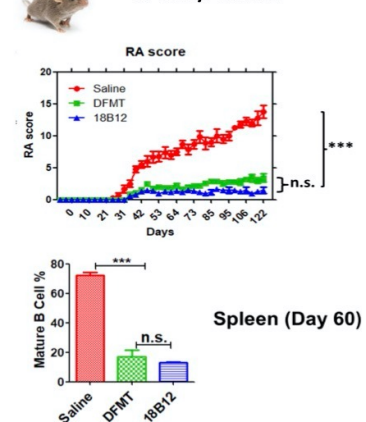 RA score
20
15
10
5
0
RA score
Saline
DFMT
18B12
***
n.s.
0 10 21 31 42 53 64 73 85 95 106 122
Days
80
60
40
20
0
Mature B Cell %
***
n.s.
Saline DFMT 18B12
Spleen (Day 60)